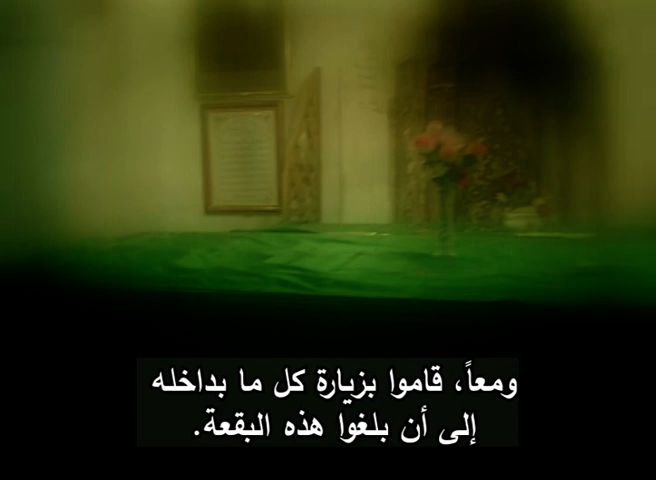 ومعاً، قاموا بزيارة كل ما بداخله
إلى أن بلغوا هذه البقعة.